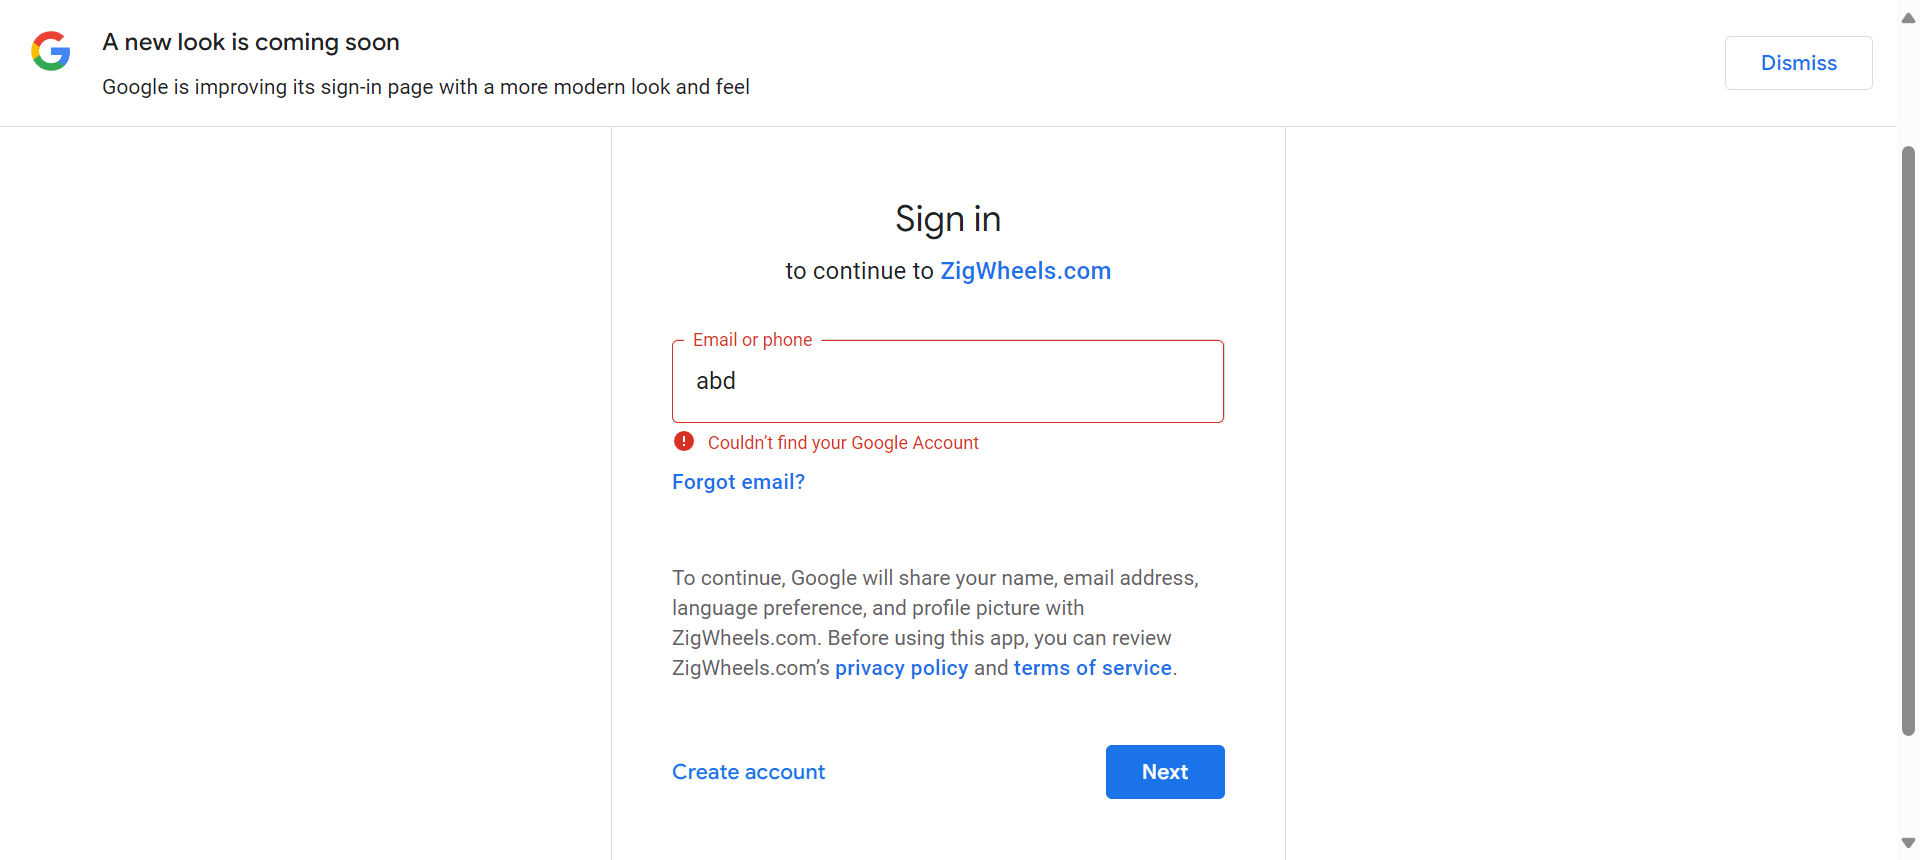 A new look is coming soon
Google is improving its sign-in page with a more modern look and feel
Dismiss
Sign in
to continue to ZigWheels.com
Email or phone
abd
Couldn’t find your Google Account
Forgot email?
To continue, Google will share your name, email address,
language preference, and profile picture with
ZigWheels.com. Before using this app, you can review
ZigWheels.com’s privacy policy and terms of service.
Create account
Next